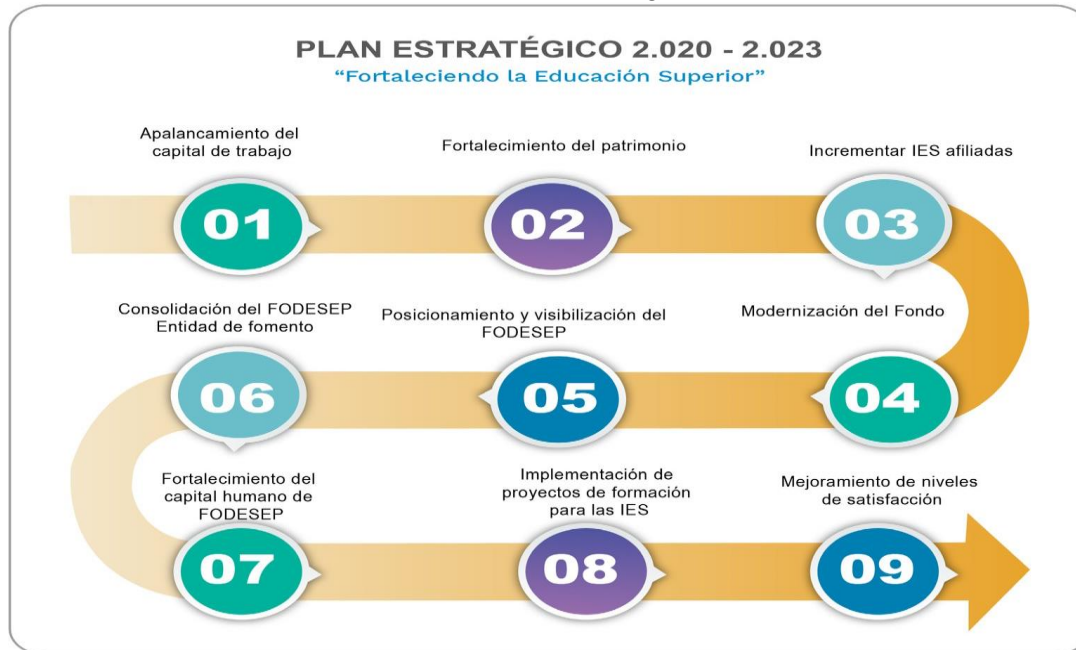 PLAN ESTRATÉGICO 2.020 - 2.023
“Fortaleciendo la Educación Superior”
Apalancamiento del
capital de trabajo
01
Fortalecimiento del patrimonio
02
Incrementar IES afiliadas
03
Modernización del Fondo
04
Posicionamiento y visibilización del
FODESEP
05
Consolidación del FODESEP
Entidad de fomento
06
Fortalecimiento del
capital humano de
FODESEP
07
Implementación de
proyectos de formación
para las IES
08
Mejoramiento de niveles
de satisfacción
09